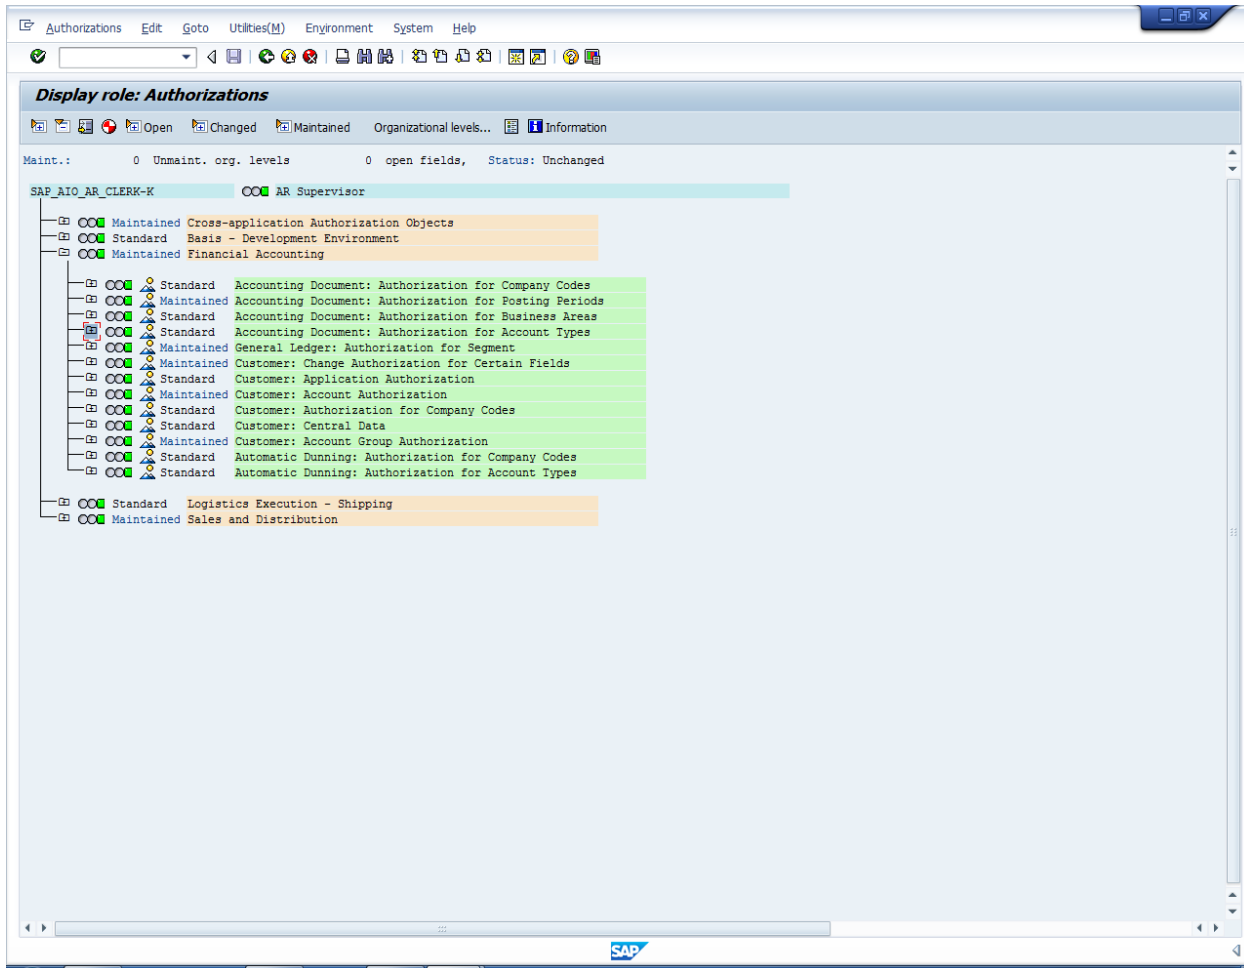 Authorizations Edit Goto Utilities(M) Environment System Help
Display role: Authorizations
Open Changed Maintained Organizational levels... Information
Maint.: 0 Unmaint. org. levels 0 open fields, Status: Unchanged
SAP_AIO_AR_CLERK-K AR Supervisor
Maintained Cross-application Authorization Objects
Standard Basis - Development Environment
Maintained Financial Accounting
Standard Accounting Document: Authorization for Company Codes
Maintained Accounting Document: Authorization for Posting Periods
Standard Accounting Document: Authorization for Business Areas
Standard Accounting Document: Authorization for Account Types
Maintained General Ledger: Authorization for Segment
Maintained Customer: Change Authorization for Certain Fields
Standard Customer: Application Authorization
Maintained Customer: Account Authorization
Standard Customer: Authorization for Company Codes
Standard Customer: Central Data
Maintained Customer: Account Group Authorization
Standard Automatic Dunning: Authorization for Company Codes
Standard Automatic Dunning: Authorization for Account Types
Standard Logistics Execution - Shipping
Maintained Sales and Distribution
SAP